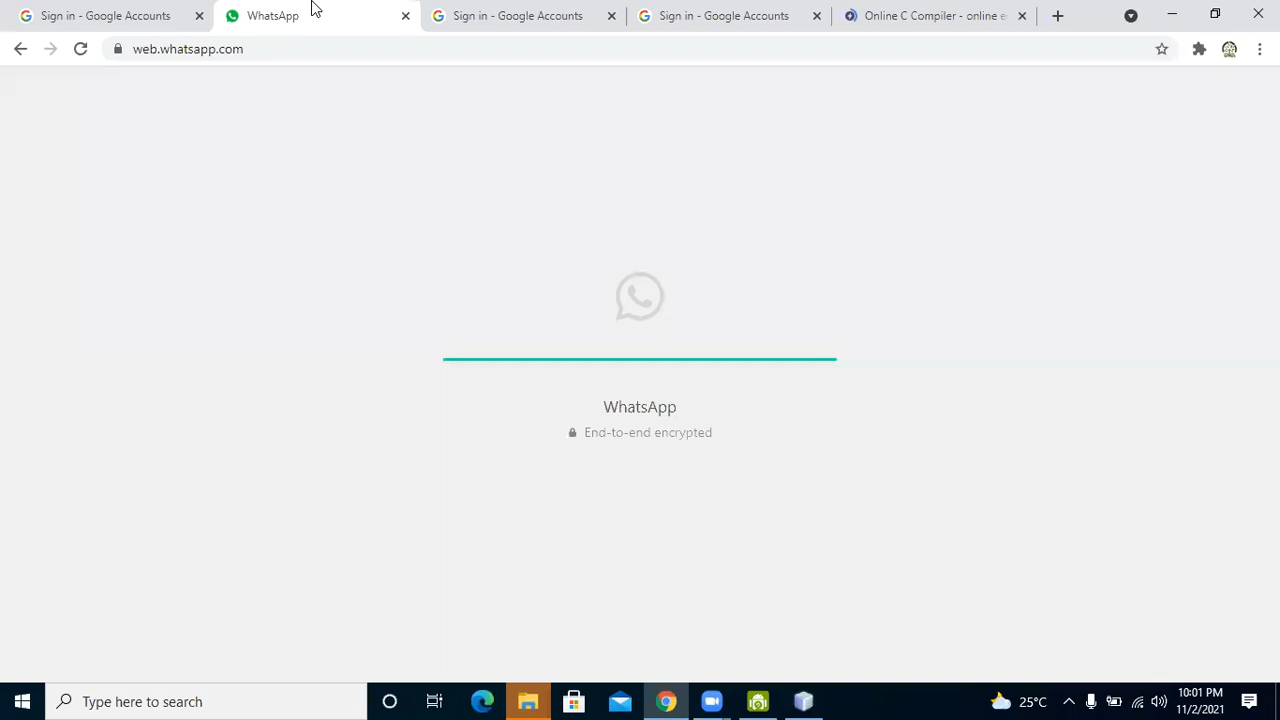 Sign in - Google Accounts
WhatsApp
Sign in - Google Accounts
Sign in - Google Accounts
Online C Compiler - online e
web.whatsapp.com
WhatsApp
End-to-end encrypted
Type here to search
25°C
10:01 PM
11/2/2021